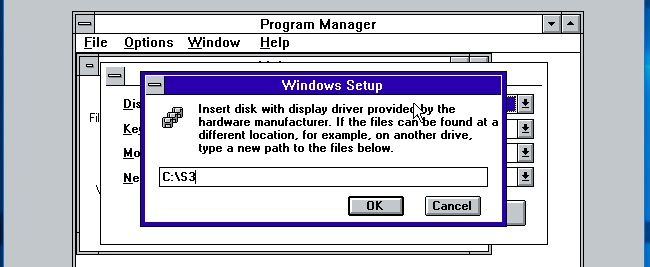 Program Manager
File Options Window Help
Windows Setup
Insert disk with display driver provided by the
hardware manufacturer. If the files can be found at a
different location, for example, on another drive,
type a new path to the files below.
C:\S3
OK Cancel
Dis
Key
Mo
Ne
Fil